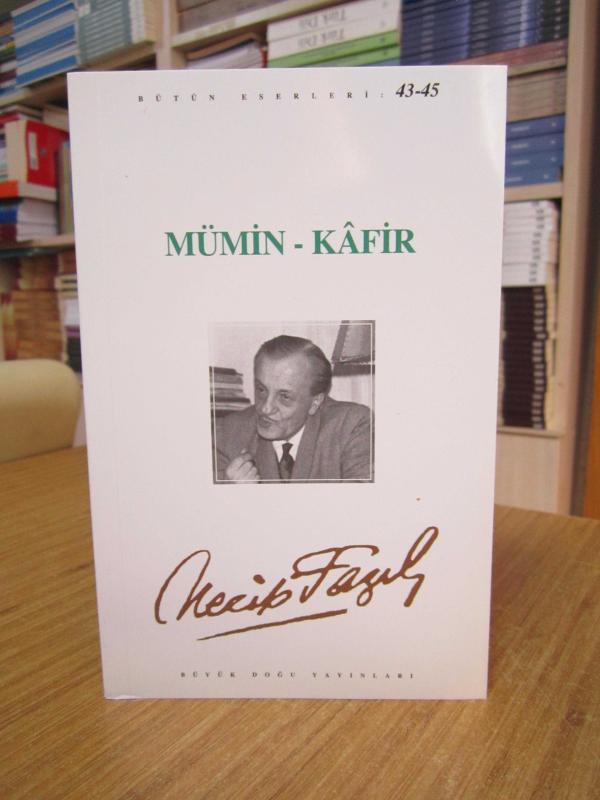 BÜTÜN ESERLERİ: 43-45
MÜMİN - KÂFİR
Necip Fazıl
BÜYÜK DOĞU YAYINLARI